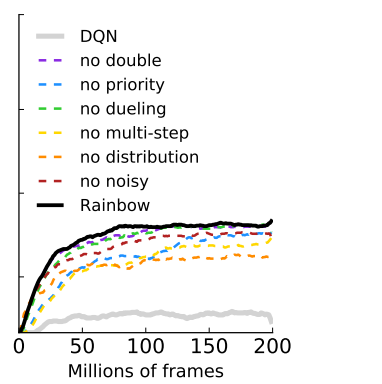 DQN
no double
no priority
no dueling
no multi-step
no distribution
no noisy
Rainbow
0 50 100 150 200
Millions of frames